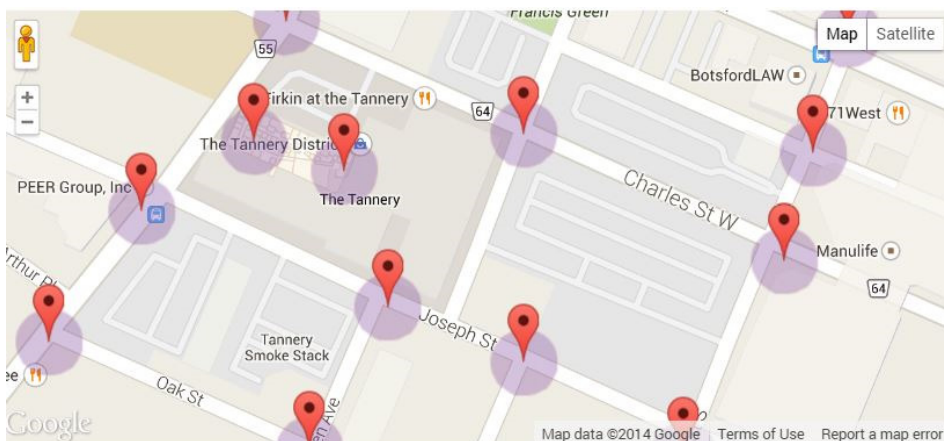 Francis Green
Map
Satellite
55
BotsfordLAW
Firkin at the Tannery
64
71West
+
−
The Tannery District
PEER Group, Inc
The Tannery
Charles St W
Manulife
64
Arthur Pl
Joseph St
Tannery
Smoke Stack
Oak St
Google
Map data ©2014 Google
Terms of Use
Report a map error